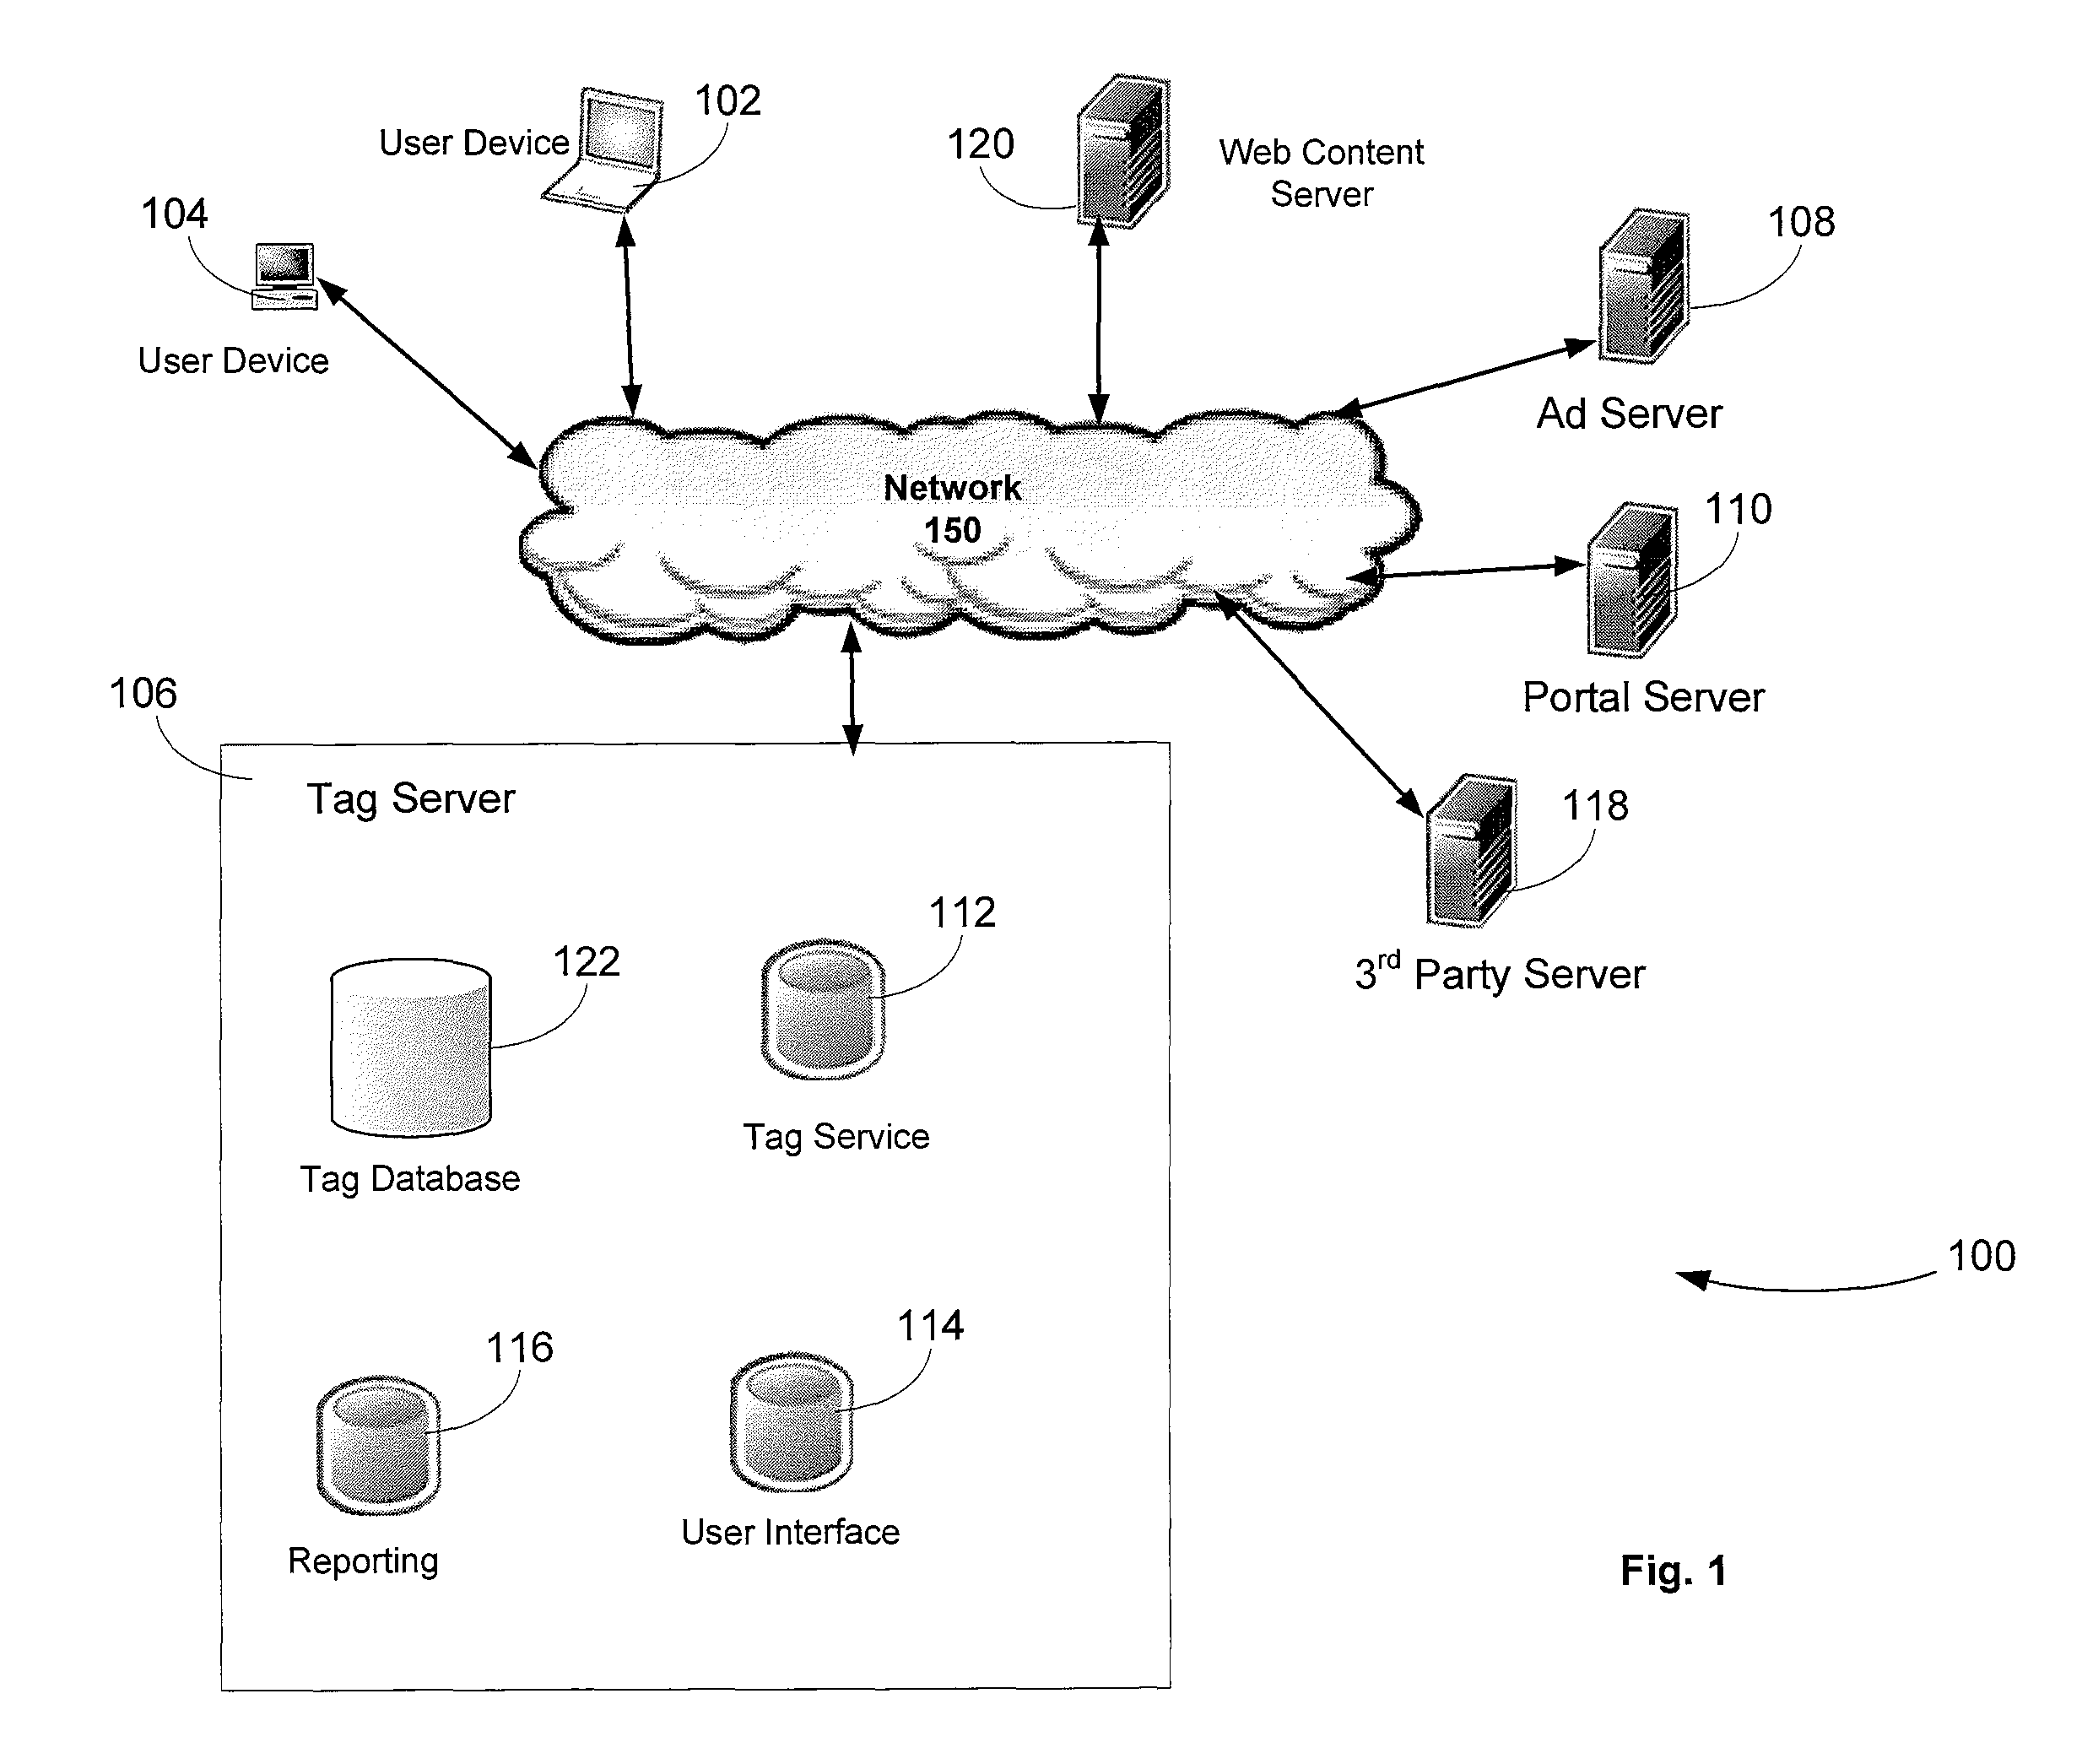 102
User Device
120
Web Content
Server
104
User Device
108
Ad Server
Network
150
110
Portal Server
106
Tag Server
118
3rd Party Server
112
Tag Service
122
Tag Database
100
116
Reporting
114
User Interface
Fig. 1